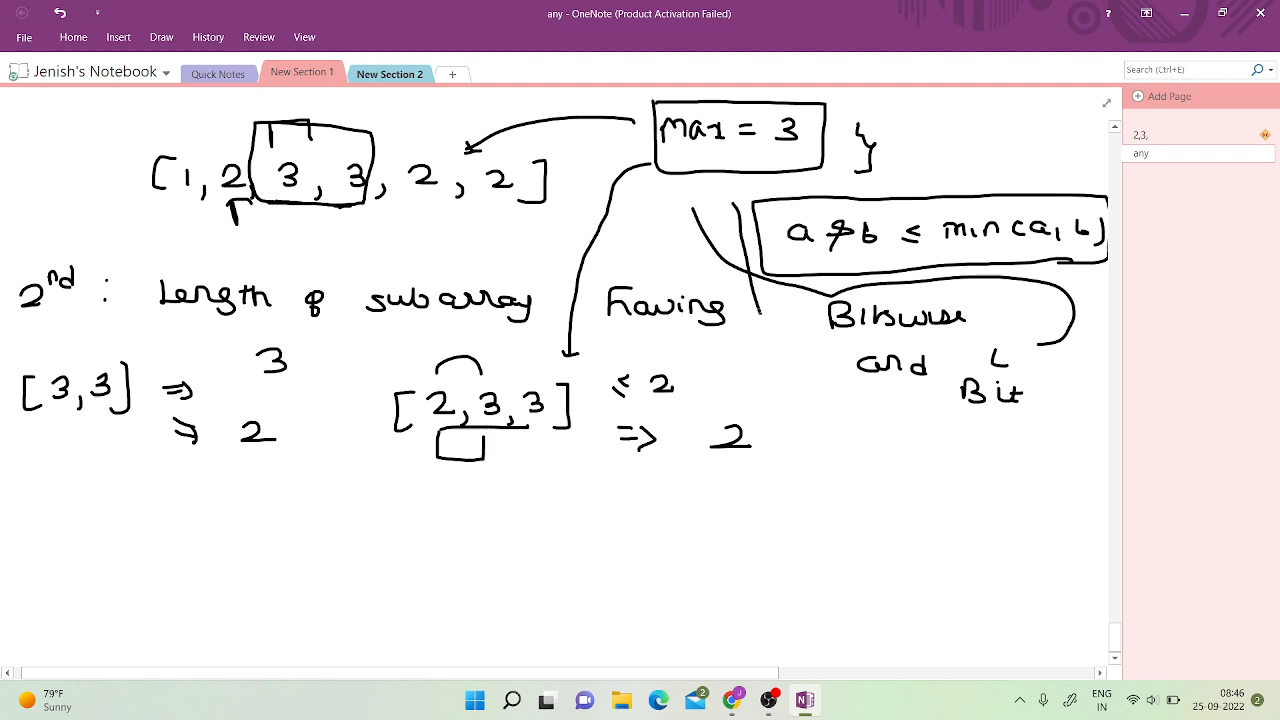 any - OneNote (Product Activation Failed)
File Home Insert Draw History Review View
Jenish's Notebook Quick Notes New Section 1 New Section 2 +
Search (Ctrl+E)
Add Page
2,3,
any
max = 3 }
[1, 2, 3, 3, 2, 2]
a & b ≤ min(a, b)
2nd : Length of subarray having Bitwise and
Bit
[3,3] ⇒ 3
⇒ 2
[2, 3, 3] ≤ 2
⇒ 2
79°F
Sunny
2
ENG
IN
08:46
25-09-2022
2